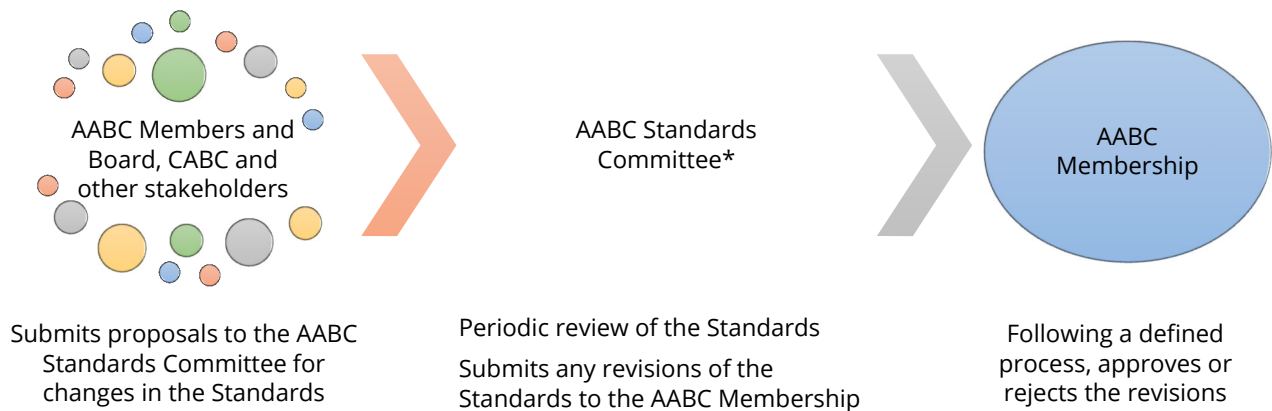 AABC Members and
Board, CABC and
other stakeholders
AABC Standards
Committee*
AABC
Membership
Submits proposals to the AABC
Standards Committee for
changes in the Standards
Periodic review of the Standards
Submits any revisions of the
Standards to the AABC Membership
Following a defined
process, approves or
rejects the revisions